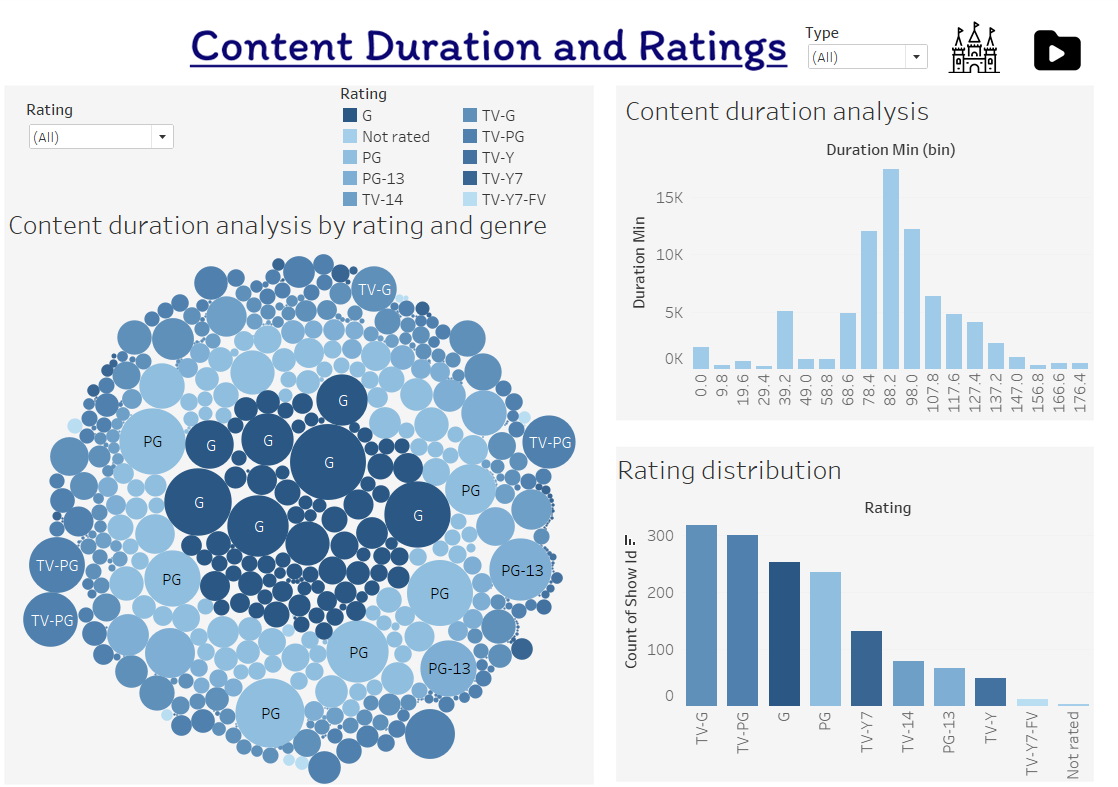 Content Duration and Ratings
Type
(All)
Rating
(All)
Rating
G
Not rated
PG
PG-13
TV-14
TV-G
TV-PG
TV-Y
TV-Y7
TV-Y7-FV
Content duration analysis by rating and genre
TV-G
G
PG
G
G
TV-PG
G
PG
G
G
G
TV-PG
PG
PG-13
PG
TV-PG
PG
PG-13
PG
Content duration analysis
Duration Min (bin)
Duration Min
15K
10K
5K
0K
0.0
9.8
19.6
29.4
39.2
49.0
58.8
68.6
78.4
86.2
98.0
107.8
117.6
127.4
137.2
147.0
156.8
166.6
176.4
Rating distribution
Rating
Count of Show Id
300
200
100
0
TV-G
TV-PG
G
PG
TV-Y7
TV-14
PG-13
TV-Y
TV-Y7-FV
Not rated